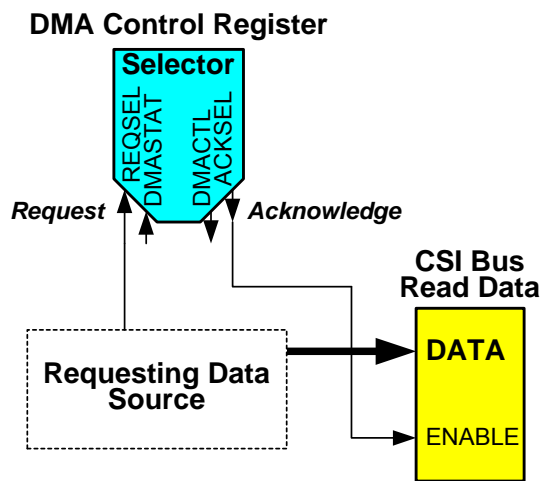 DMA Control Register
Selector
REQSEL
DMASTAT
DMACTL
ACKSEL
Request
Acknowledge
CSI Bus
Read Data
Requesting Data
Source
DATA
ENABLE